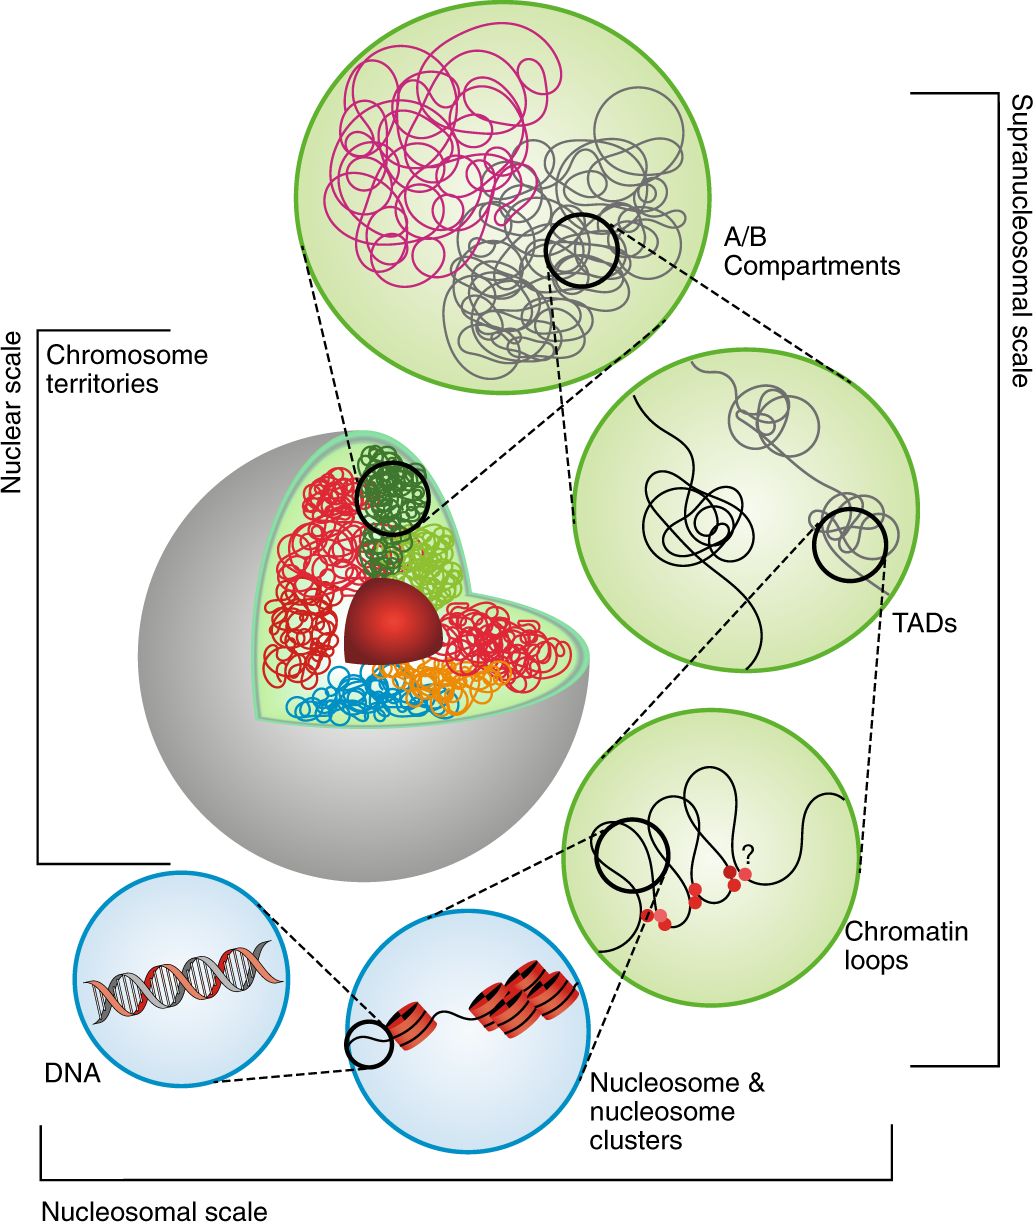 A/B
Compartments
Supranucleosomal scale
Nuclear scale
Chromosome
territories
TADs
?
Chromatin
loops
DNA
Nucleosome &
nucleosome
clusters
Nucleosomal scale